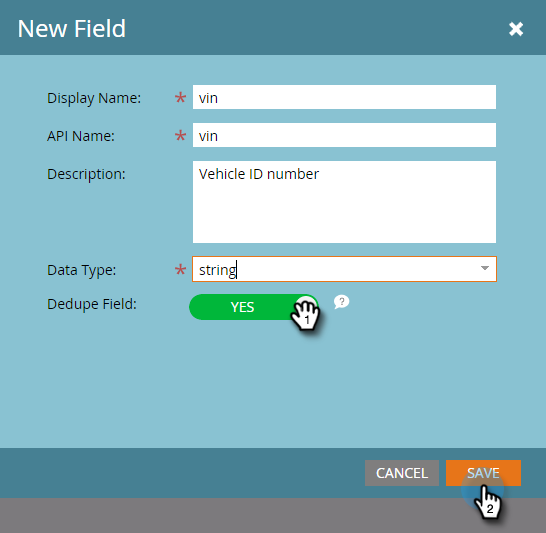 New Field
Display Name: * vin
API Name: * vin
Description: Vehicle ID number
Data Type: * string
Dedupe Field: YES ?
1
CANCEL SAVE
2